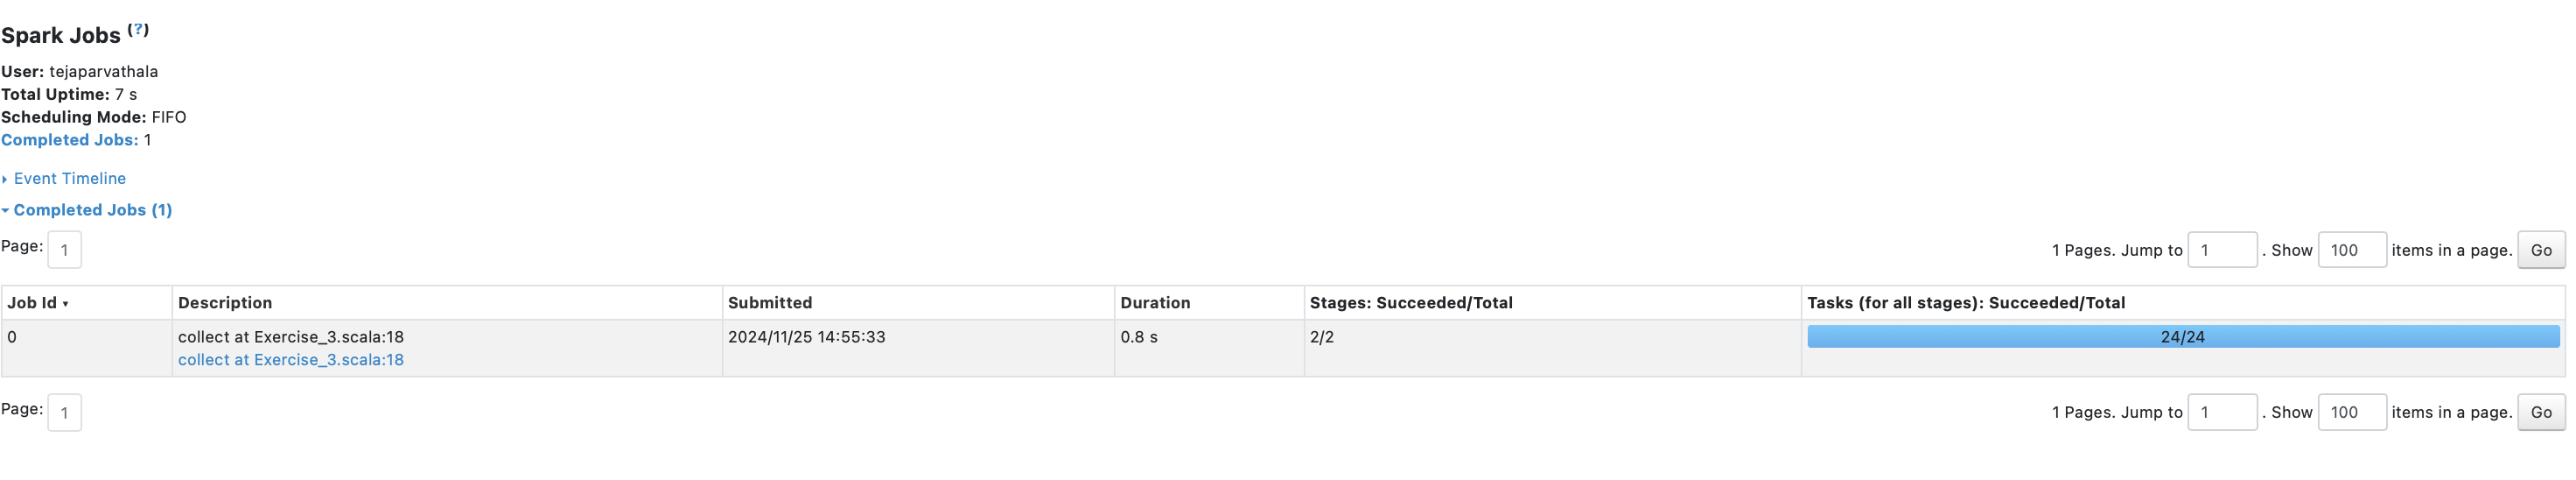 Spark Jobs (?)
User: tejaparvathala
Total Uptime: 7 s
Scheduling Mode: FIFO
Completed Jobs: 1
Event Timeline
Completed Jobs (1)
Page: 1 1 Pages. Jump to 1 . Show 100 items in a page. Go
Job Id ▾ Description Submitted Duration Stages: Succeeded/Total Tasks (for all stages): Succeeded/Total
0 collect at Exercise_3.scala:18 2024/11/25 14:55:33 0.8 s 2/2 24/24
collect at Exercise_3.scala:18
Page: 1 1 Pages. Jump to 1 . Show 100 items in a page. Go